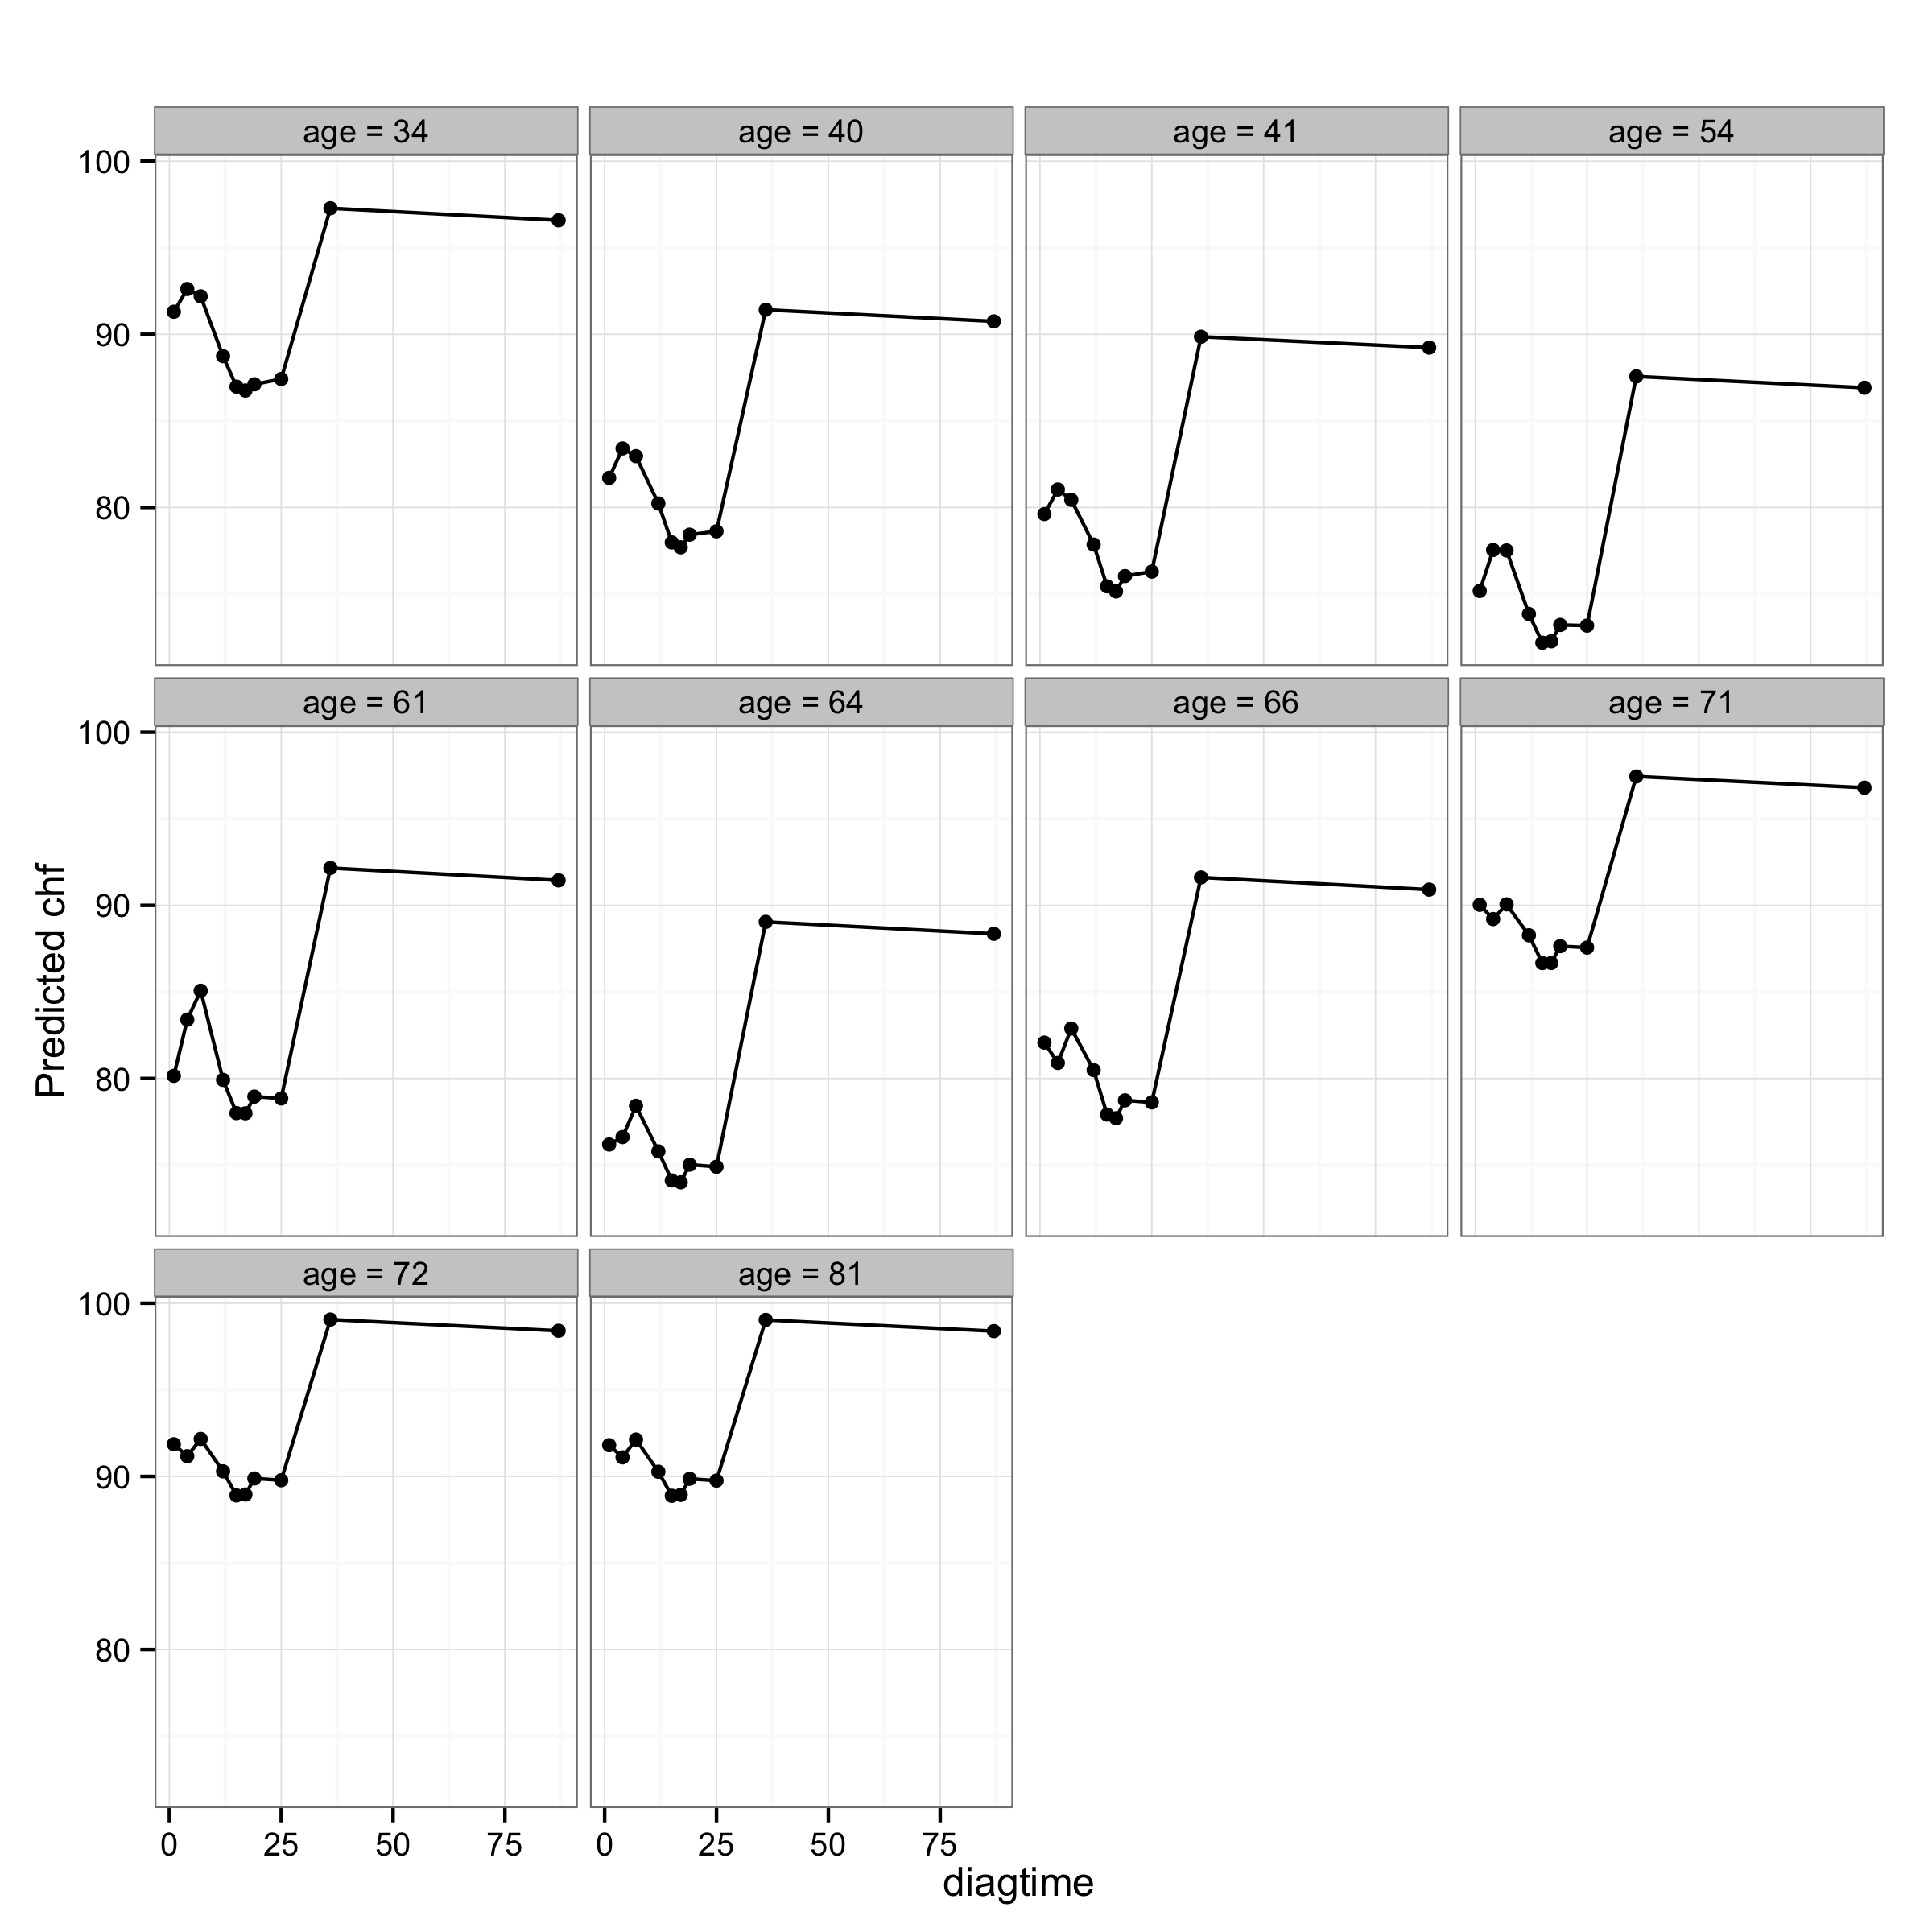 age = 34
age = 40
age = 41
age = 54
100
90
80
age = 61
age = 64
age = 66
age = 71
100
90
80
Predicted chf
age = 72
age = 81
100
90
80
0 25 50 75
0 25 50 75
diagtime